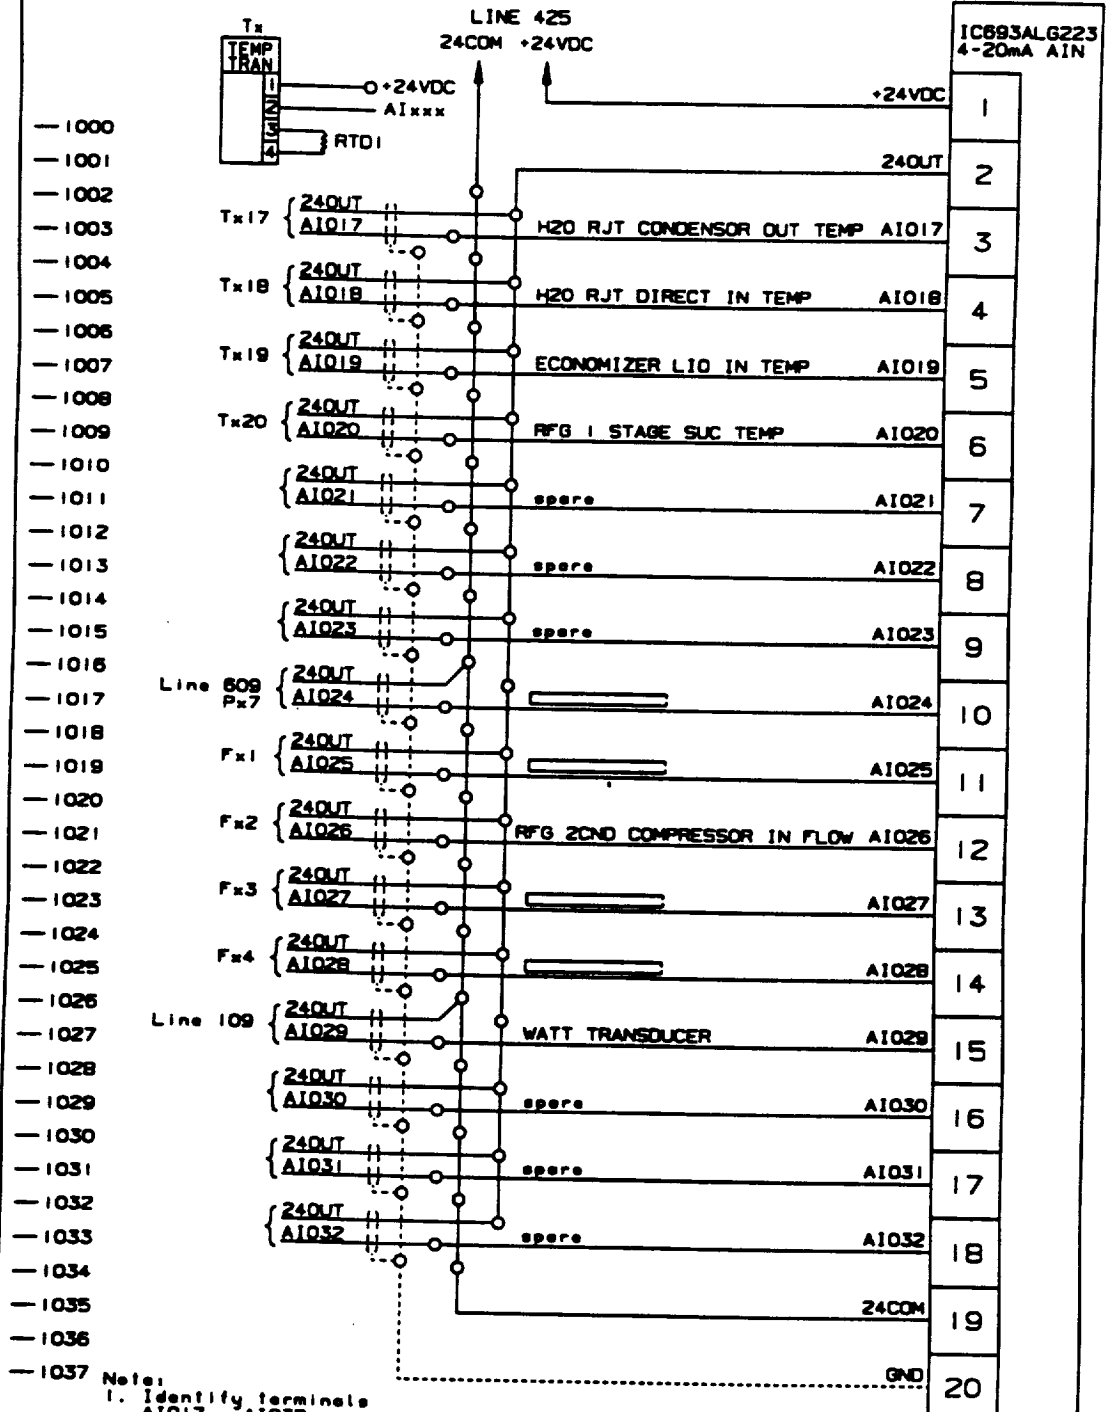 LINE 425
24COM +24VDC
IC693ALG223
4-20mA AIN
Tx
TEMP
TRAN
1 +24VDC
2 AIxxx
3
4
RTD1
+24VDC 1
24OUT 2
1000
1001
1002
Tx17 24OUT
1003
AI017 H2O RJT CONDENSOR OUT TEMP AI017 3
1004
Tx18 24OUT
1005
AI018 H2O RJT DIRECT IN TEMP AI018 4
1006
Tx19 24OUT
1007
AI019 ECONOMIZER LIQ IN TEMP AI019 5
1008
Tx20 24OUT
1009
AI020 RFG 1 STAGE SUC TEMP AI020 6
1010
24OUT
1011
AI021 spare AI021 7
1012
24OUT
1013
AI022 spare AI022 8
1014
24OUT
1015
AI023 spare AI023 9
1016
Line 609 24OUT
1017
Px7 AI024 AI024 10
1018
Fx1 24OUT
1019
AI025 AI025 11
1020
Fx2 24OUT
1021
AI026 RFG 2CND COMPRESSOR IN FLOW AI026 12
1022
Fx3 24OUT
1023
AI027 AI027 13
1024
Fx4 24OUT
1025
AI028 AI028 14
1026
Line 109 24OUT
1027
AI029 WATT TRANSDUCER AI029 15
1028
24OUT
1029
AI030 spare AI030 16
1030
24OUT
1031
AI031 spare AI031 17
1032
24OUT
1033
AI032 spare AI032 18
1034
1035
24COM 19
1036
1037
GND 20
Note:
1. Identify terminals